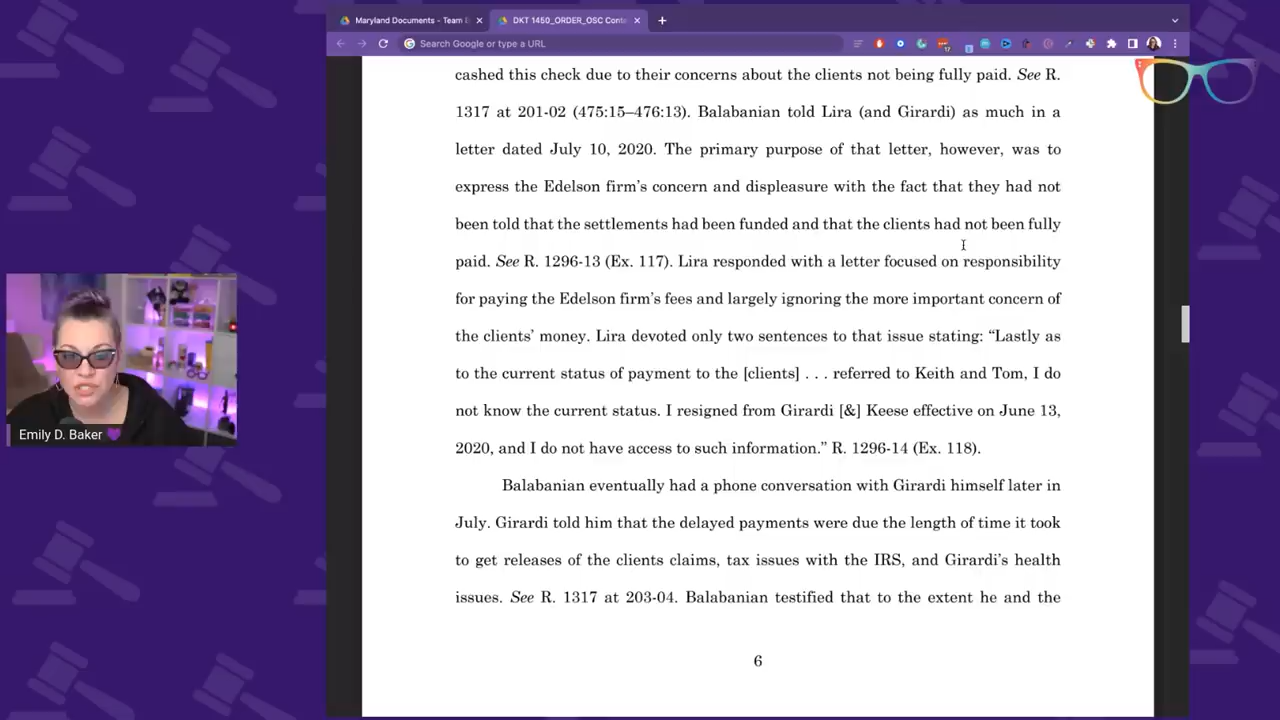 Maryland Documents - Team
DKT 1450_ORDER_OSC Conte
Search Google or type a URL
cashed this check due to their concerns about the clients not being fully paid. See R.
1317 at 201-02 (475:15–476:13). Balabanian told Lira (and Girardi) as much in a
letter dated July 10, 2020. The primary purpose of that letter, however, was to
express the Edelson firm's concern and displeasure with the fact that they had not
been told that the settlements had been funded and that the clients had not been fully
paid. See R. 1296-13 (Ex. 117). Lira responded with a letter focused on responsibility
for paying the Edelson firm's fees and largely ignoring the more important concern of
the clients' money. Lira devoted only two sentences to that issue stating: “Lastly as
to the current status of payment to the [clients] . . . referred to Keith and Tom, I do
not know the current status. I resigned from Girardi [&] Keese effective on June 13,
2020, and I do not have access to such information.” R. 1296-14 (Ex. 118).
Balabanian eventually had a phone conversation with Girardi himself later in
July. Girardi told him that the delayed payments were due the length of time it took
to get releases of the clients claims, tax issues with the IRS, and Girardi's health
issues. See R. 1317 at 203-04. Balabanian testified that to the extent he and the
6
Emily D. Baker 💜